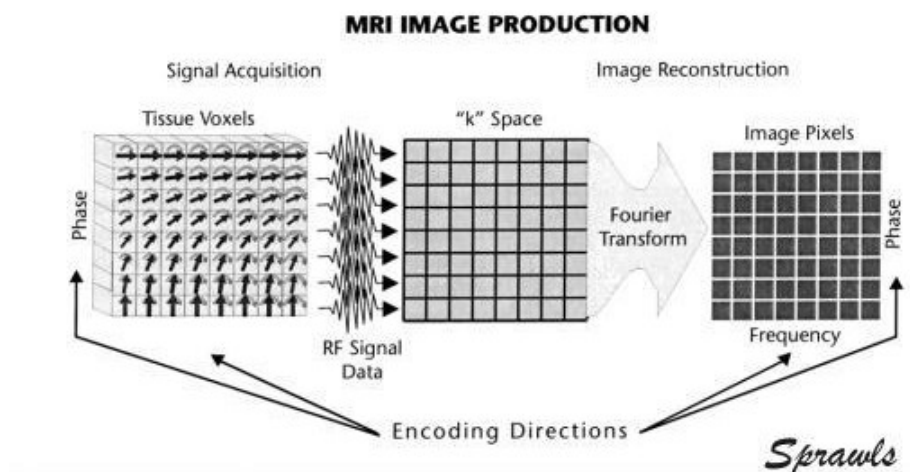 MRI IMAGE PRODUCTION
Signal Acquisition
Image Reconstruction
Tissue Voxels
"k" Space
Image Pixels
Phase
Fourier
Transform
Phase
RF Signal
Data
Frequency
Encoding Directions
Sprawls